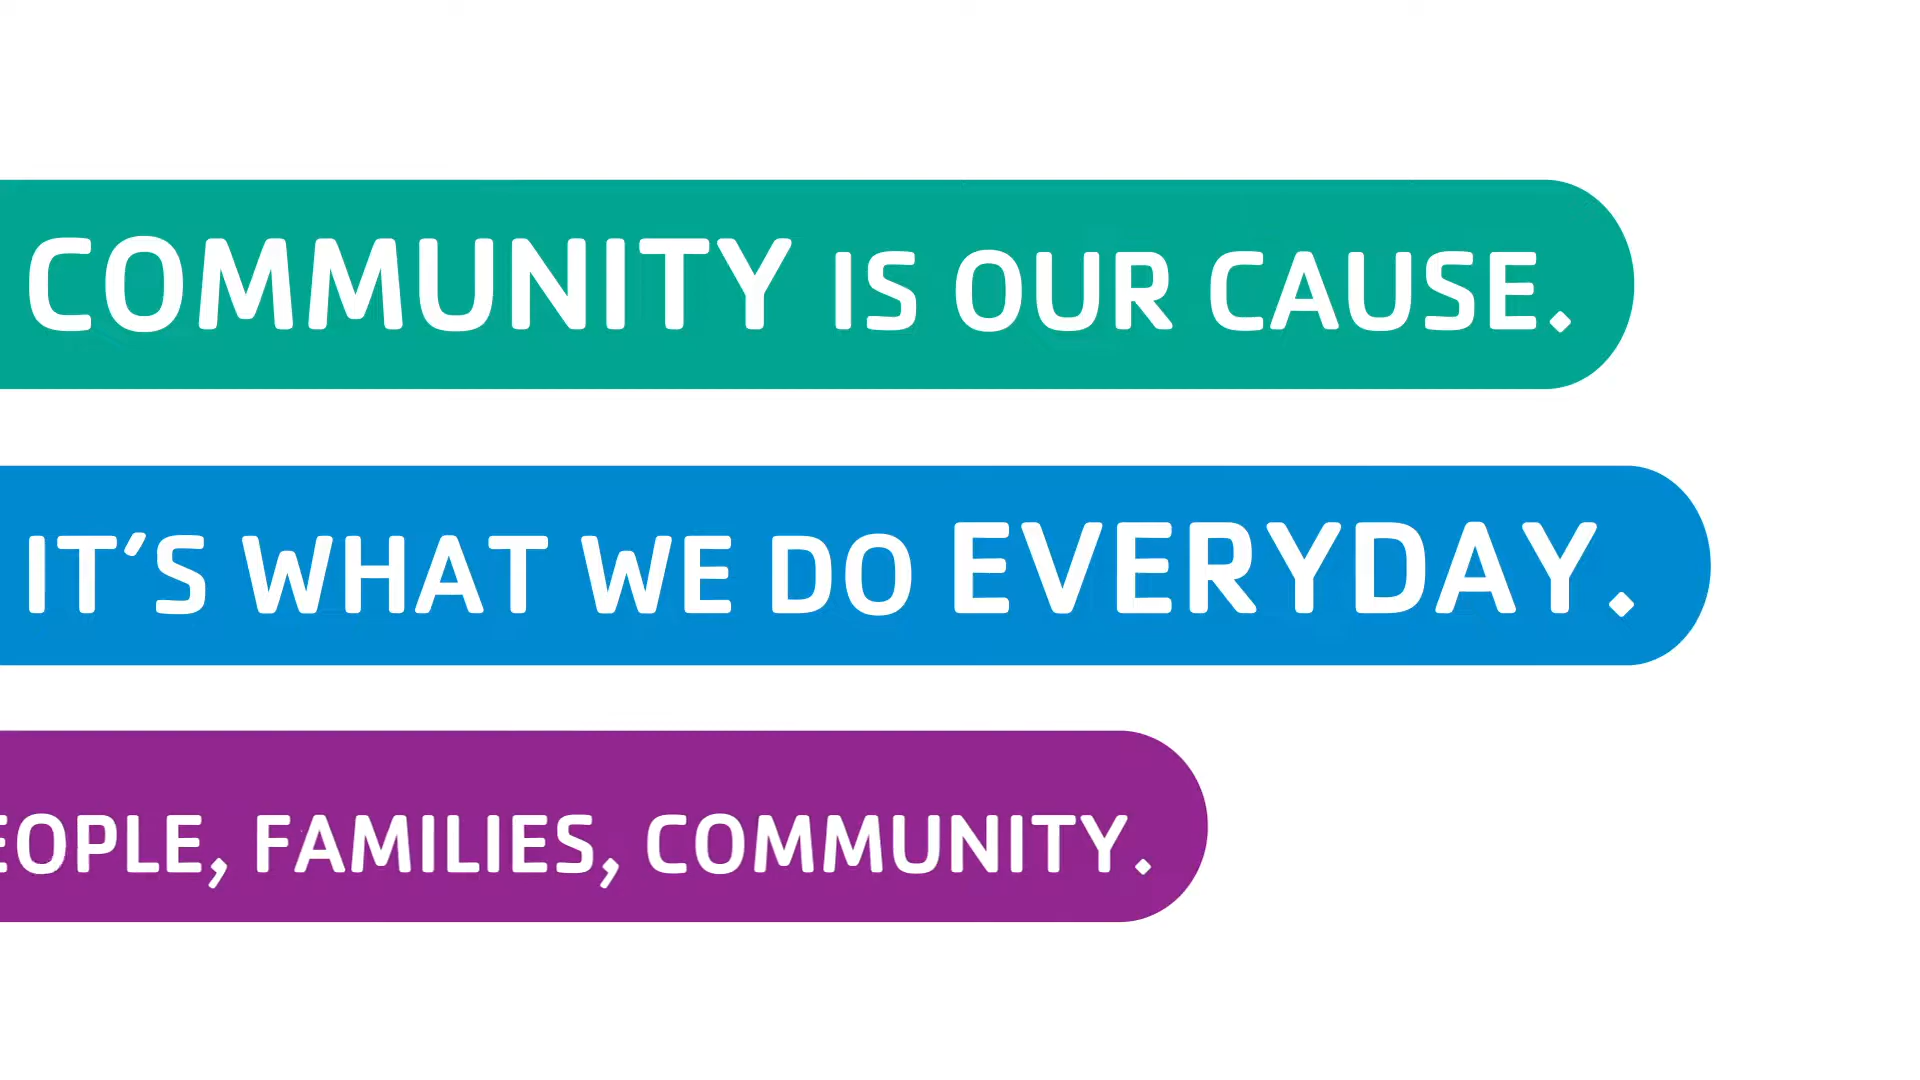 COMMUNITY IS OUR CAUSE.
IT'S WHAT WE DO EVERYDAY.
EOPLE, FAMILIES, COMMUNITY.